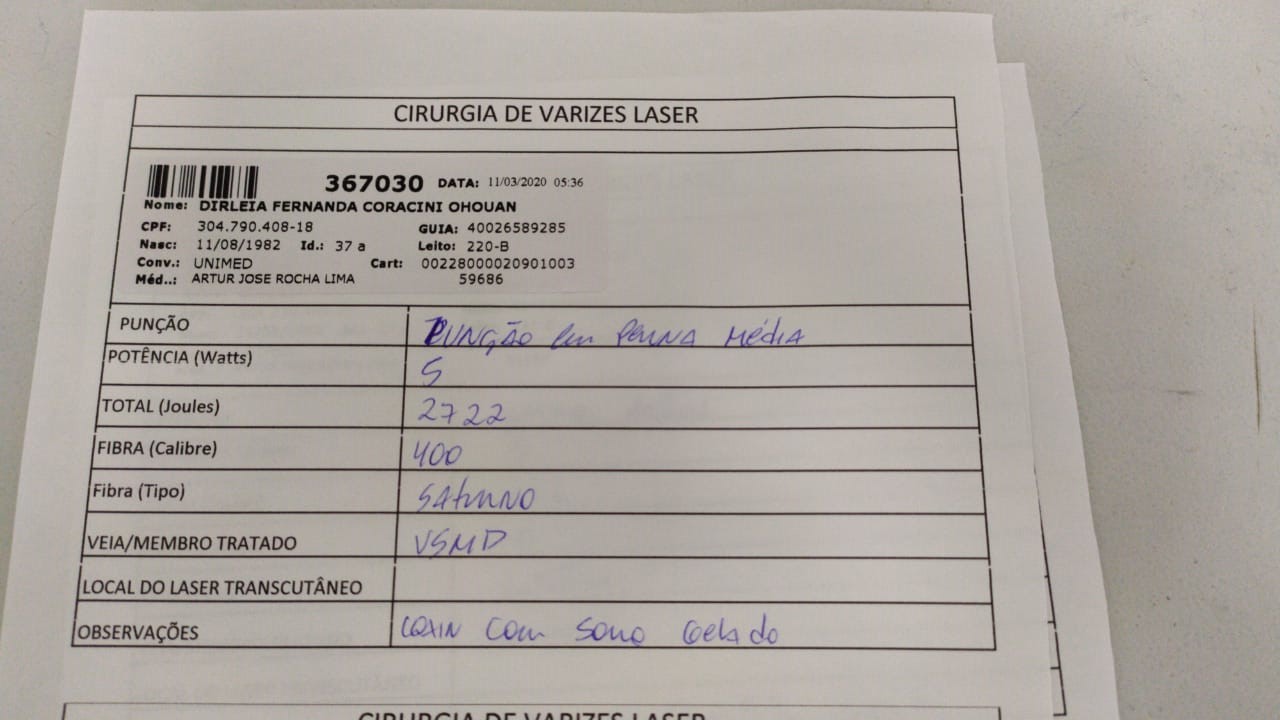 CIRURGIA DE VARIZES LASER
367030 DATA: 11/03/2020 05:36
Nome: DIRLEIA FERNANDA CORACINI OHOUAN
CPF: 304.790.408-18 GUIA: 40026589285
Nasc: 11/08/1982 Id.: 37 a Leito: 220-B
Conv.: UNIMED Cart: 00228000020901003
Méd..: ARTUR JOSE ROCHA LIMA 59686
PUNÇÃO PUNÇÃO em PERNA MÉDIA
POTÊNCIA (Watts) 5
TOTAL (Joules) 2722
FIBRA (Calibre) 400
Fibra (Tipo) SATURNO
VEIA/MEMBRO TRATADO VSMD
LOCAL DO LASER TRANSCUTÂNEO
OBSERVAÇÕES Com Soro Gelado
CIRURGIA DE VARIZES LASER